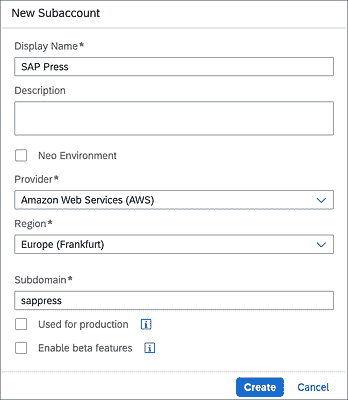 New Subaccount
Display Name*
SAP Press
Description
Neo Environment
Provider*
Amazon Web Services (AWS)
Region*
Europe (Frankfurt)
Subdomain*
sappress
Used for production
Enable beta features
Create Cancel